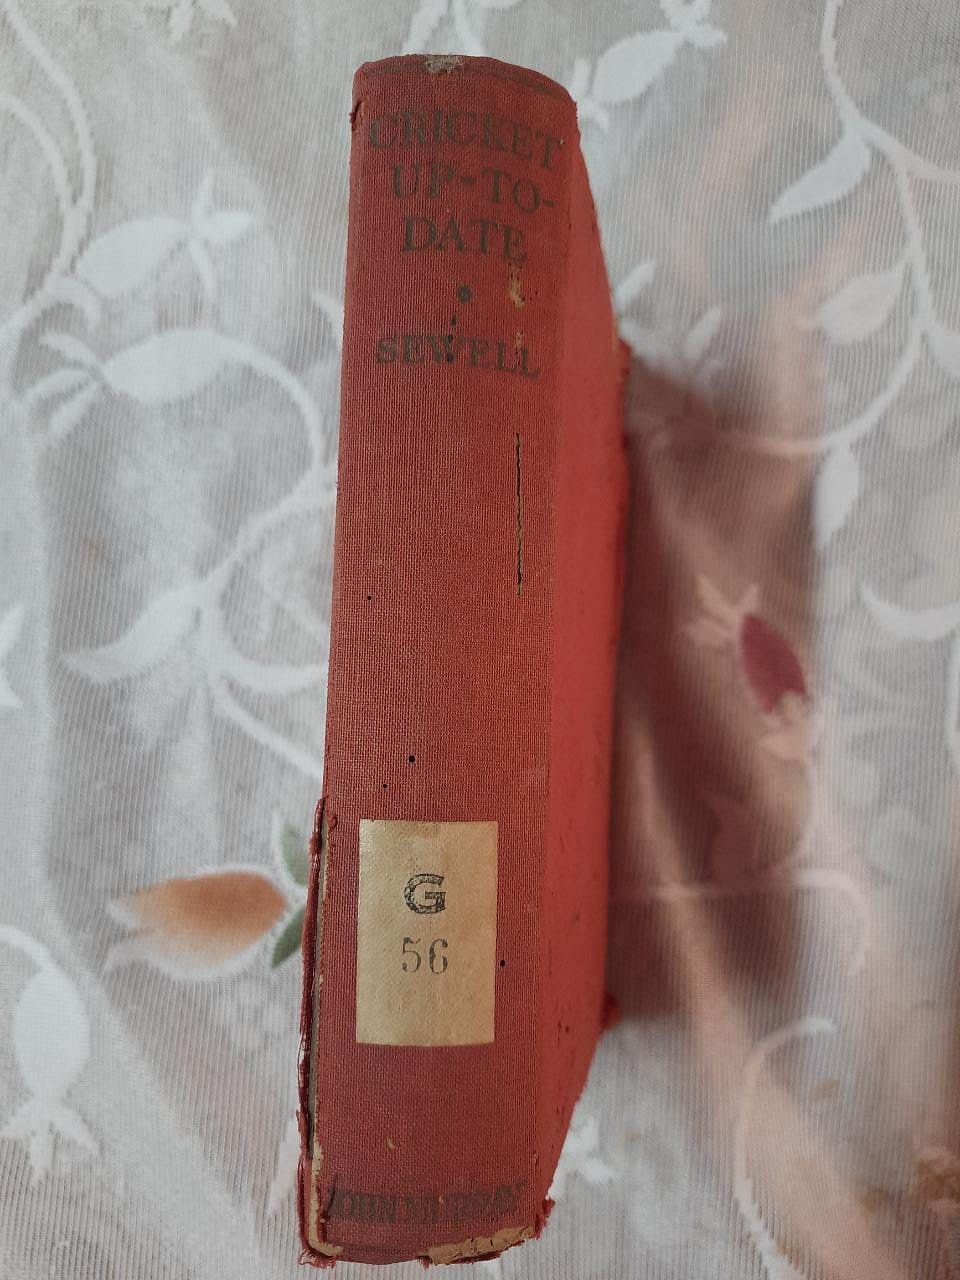 CRICKET
UP-TO-
DATE
SEWELL
G
56
JOHN MURRAY